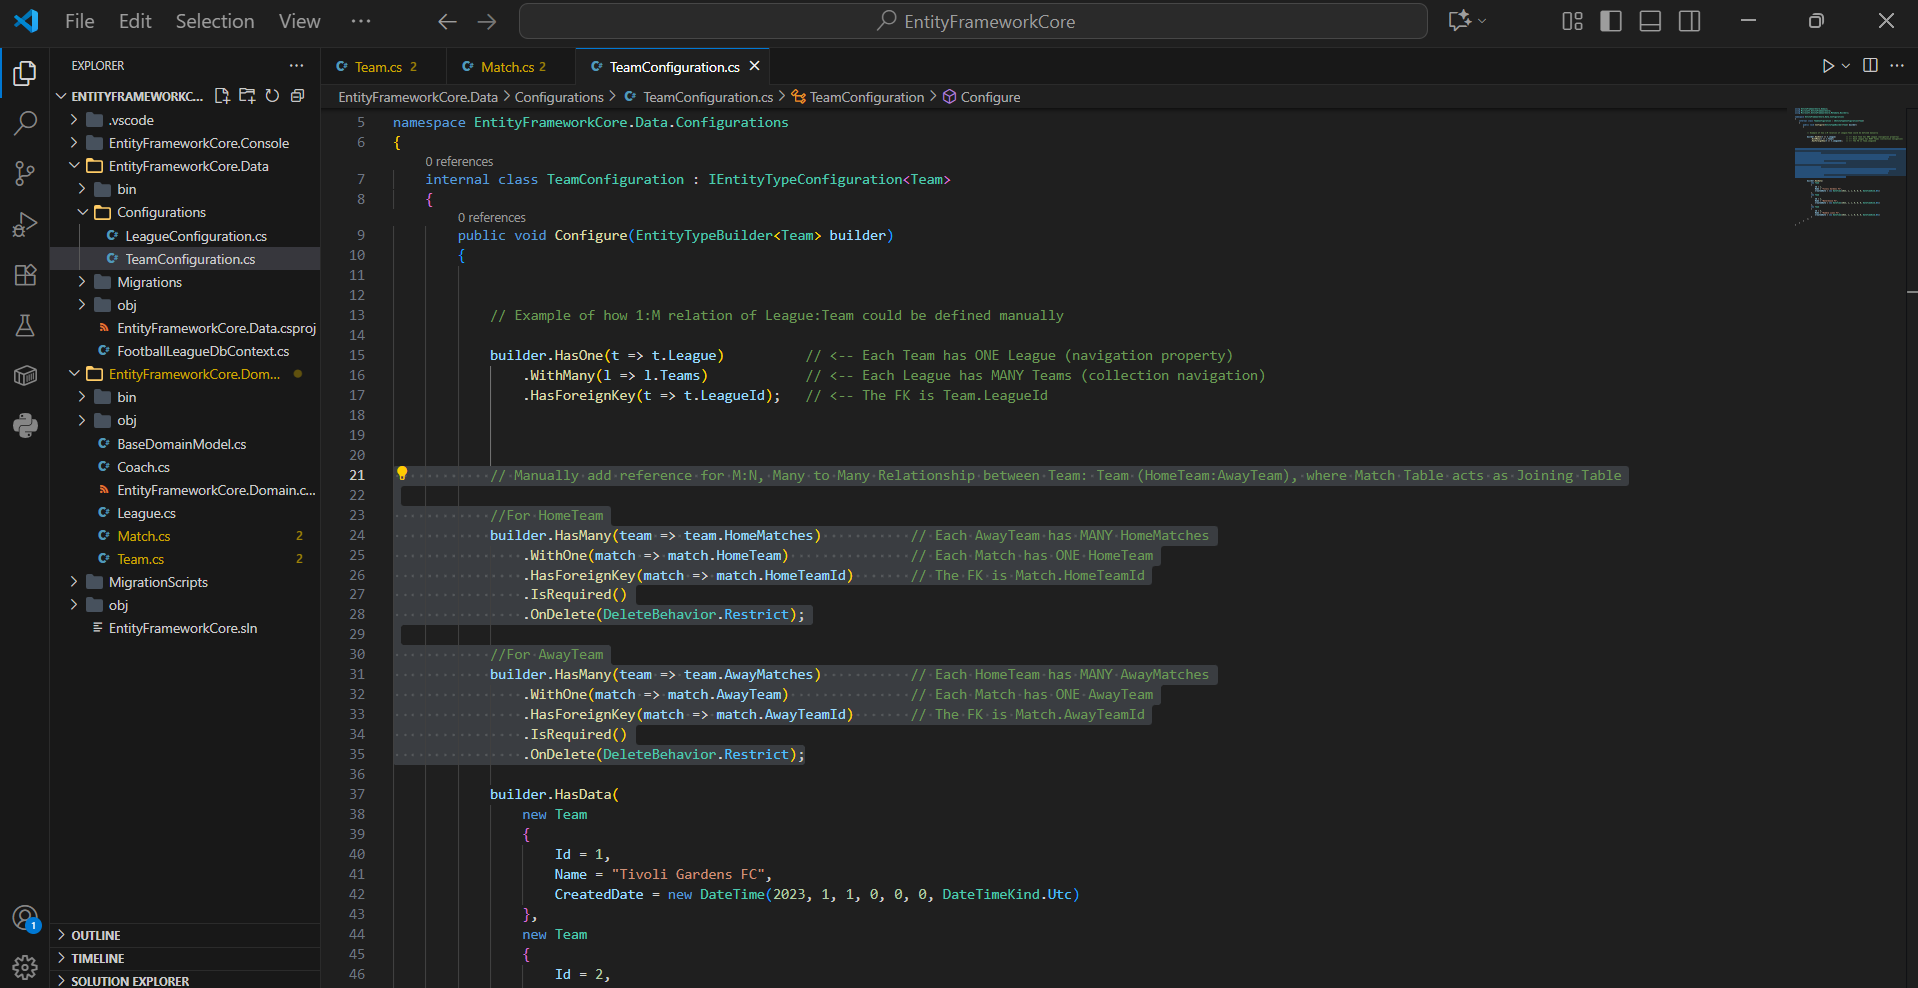 File Edit Selection View ··· EntityFrameworkCore
EXPLORER ···
ENTITYFRAMEWORKC...
.vscode
EntityFrameworkCore.Console
EntityFrameworkCore.Data
bin
Configurations
LeagueConfiguration.cs
TeamConfiguration.cs
Migrations
obj
EntityFrameworkCore.Data.csproj
FootballLeagueDbContext.cs
EntityFrameworkCore.Dom...
bin
obj
BaseDomainModel.cs
Coach.cs
EntityFrameworkCore.Domain.c...
League.cs
Match.cs 2
Team.cs 2
MigrationScripts
obj
EntityFrameworkCore.sln
OUTLINE
TIMELINE
SOLUTION EXPLORER
1
Team.cs 2 Match.cs 2 TeamConfiguration.cs
EntityFrameworkCore.Data > Configurations > TeamConfiguration.cs > TeamConfiguration > Configure
5 namespace EntityFrameworkCore.Data.Configurations
6 {
0 references
7 internal class TeamConfiguration : IEntityTypeConfiguration<Team>
8 {
0 references
9 public void Configure(EntityTypeBuilder<Team> builder)
10 {
11
12
13 // Example of how 1:M relation of League:Team could be defined manually
14
15 builder.HasOne(t => t.League) // <-- Each Team has ONE League (navigation property)
16 .WithMany(l => l.Teams) // <-- Each League has MANY Teams (collection navigation)
17 .HasForeignKey(t => t.LeagueId); // <-- The FK is Team.LeagueId
18
19
20
21 // Manually add reference for M:N, Many to Many Relationship between Team: Team (HomeTeam:AwayTeam), where Match Table acts as Joining Table
22
23 //For HomeTeam
24 builder.HasMany(team => team.HomeMatches) // Each AwayTeam has MANY HomeMatches
25 .WithOne(match => match.HomeTeam) // Each Match has ONE HomeTeam
26 .HasForeignKey(match => match.HomeTeamId) // The FK is Match.HomeTeamId
27 .IsRequired()
28 .OnDelete(DeleteBehavior.Restrict);
29
30 //For AwayTeam
31 builder.HasMany(team => team.AwayMatches) // Each HomeTeam has MANY AwayMatches
32 .WithOne(match => match.AwayTeam) // Each Match has ONE AwayTeam
33 .HasForeignKey(match => match.AwayTeamId) // The FK is Match.AwayTeamId
34 .IsRequired()
35 .OnDelete(DeleteBehavior.Restrict);
36
37 builder.HasData(
38 new Team
39 {
40 Id = 1,
41 Name = "Tivoli Gardens FC",
42 CreatedDate = new DateTime(2023, 1, 1, 0, 0, 0, DateTimeKind.Utc)
43 },
44 new Team
45 {
46 Id = 2,